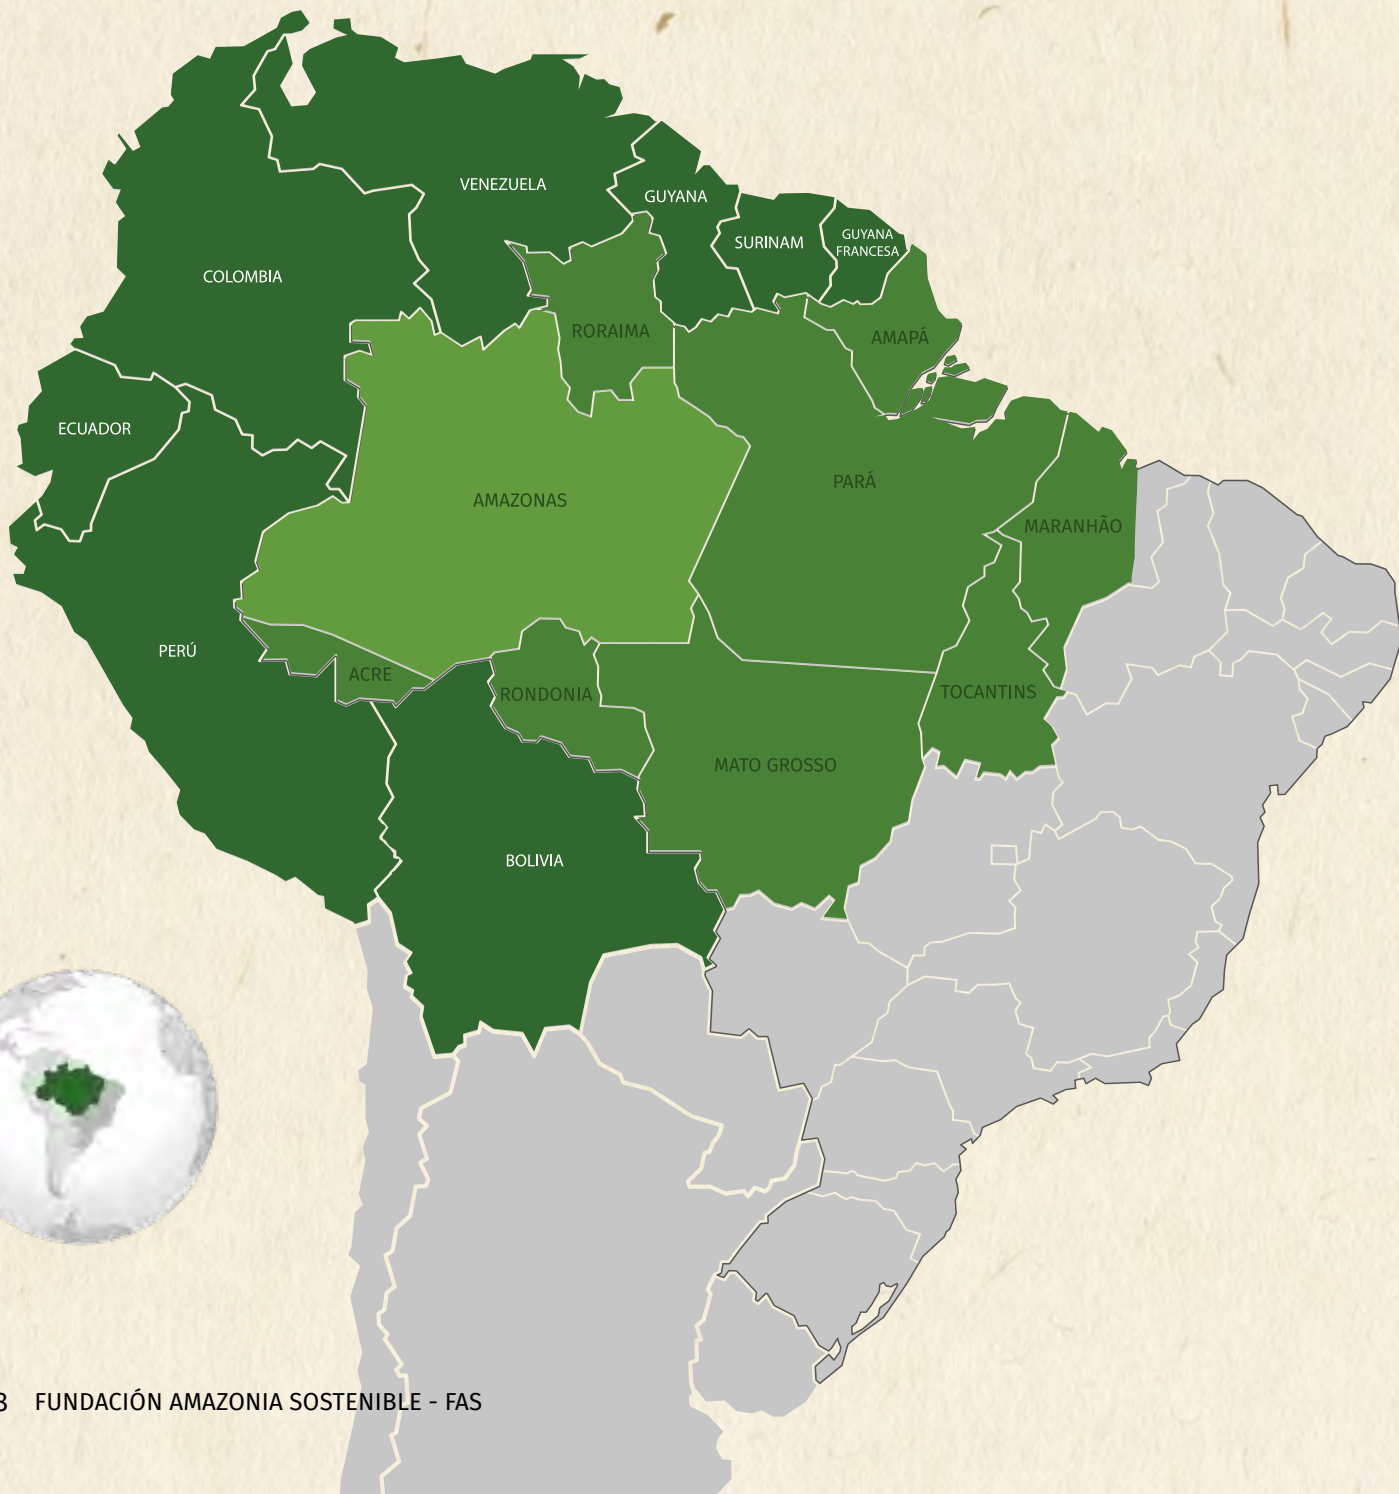 VENEZUELA
GUYANA
SURINAM
GUYANA
FRANCESA
COLOMBIA
RORAIMA
AMAPÁ
ECUADOR
AMAZONAS
PARÁ
MARANHÃO
PERÚ
ACRE
RONDONIA
TOCANTINS
MATO GROSSO
BOLIVIA
8 FUNDACIÓN AMAZONIA SOSTENIBLE - FAS